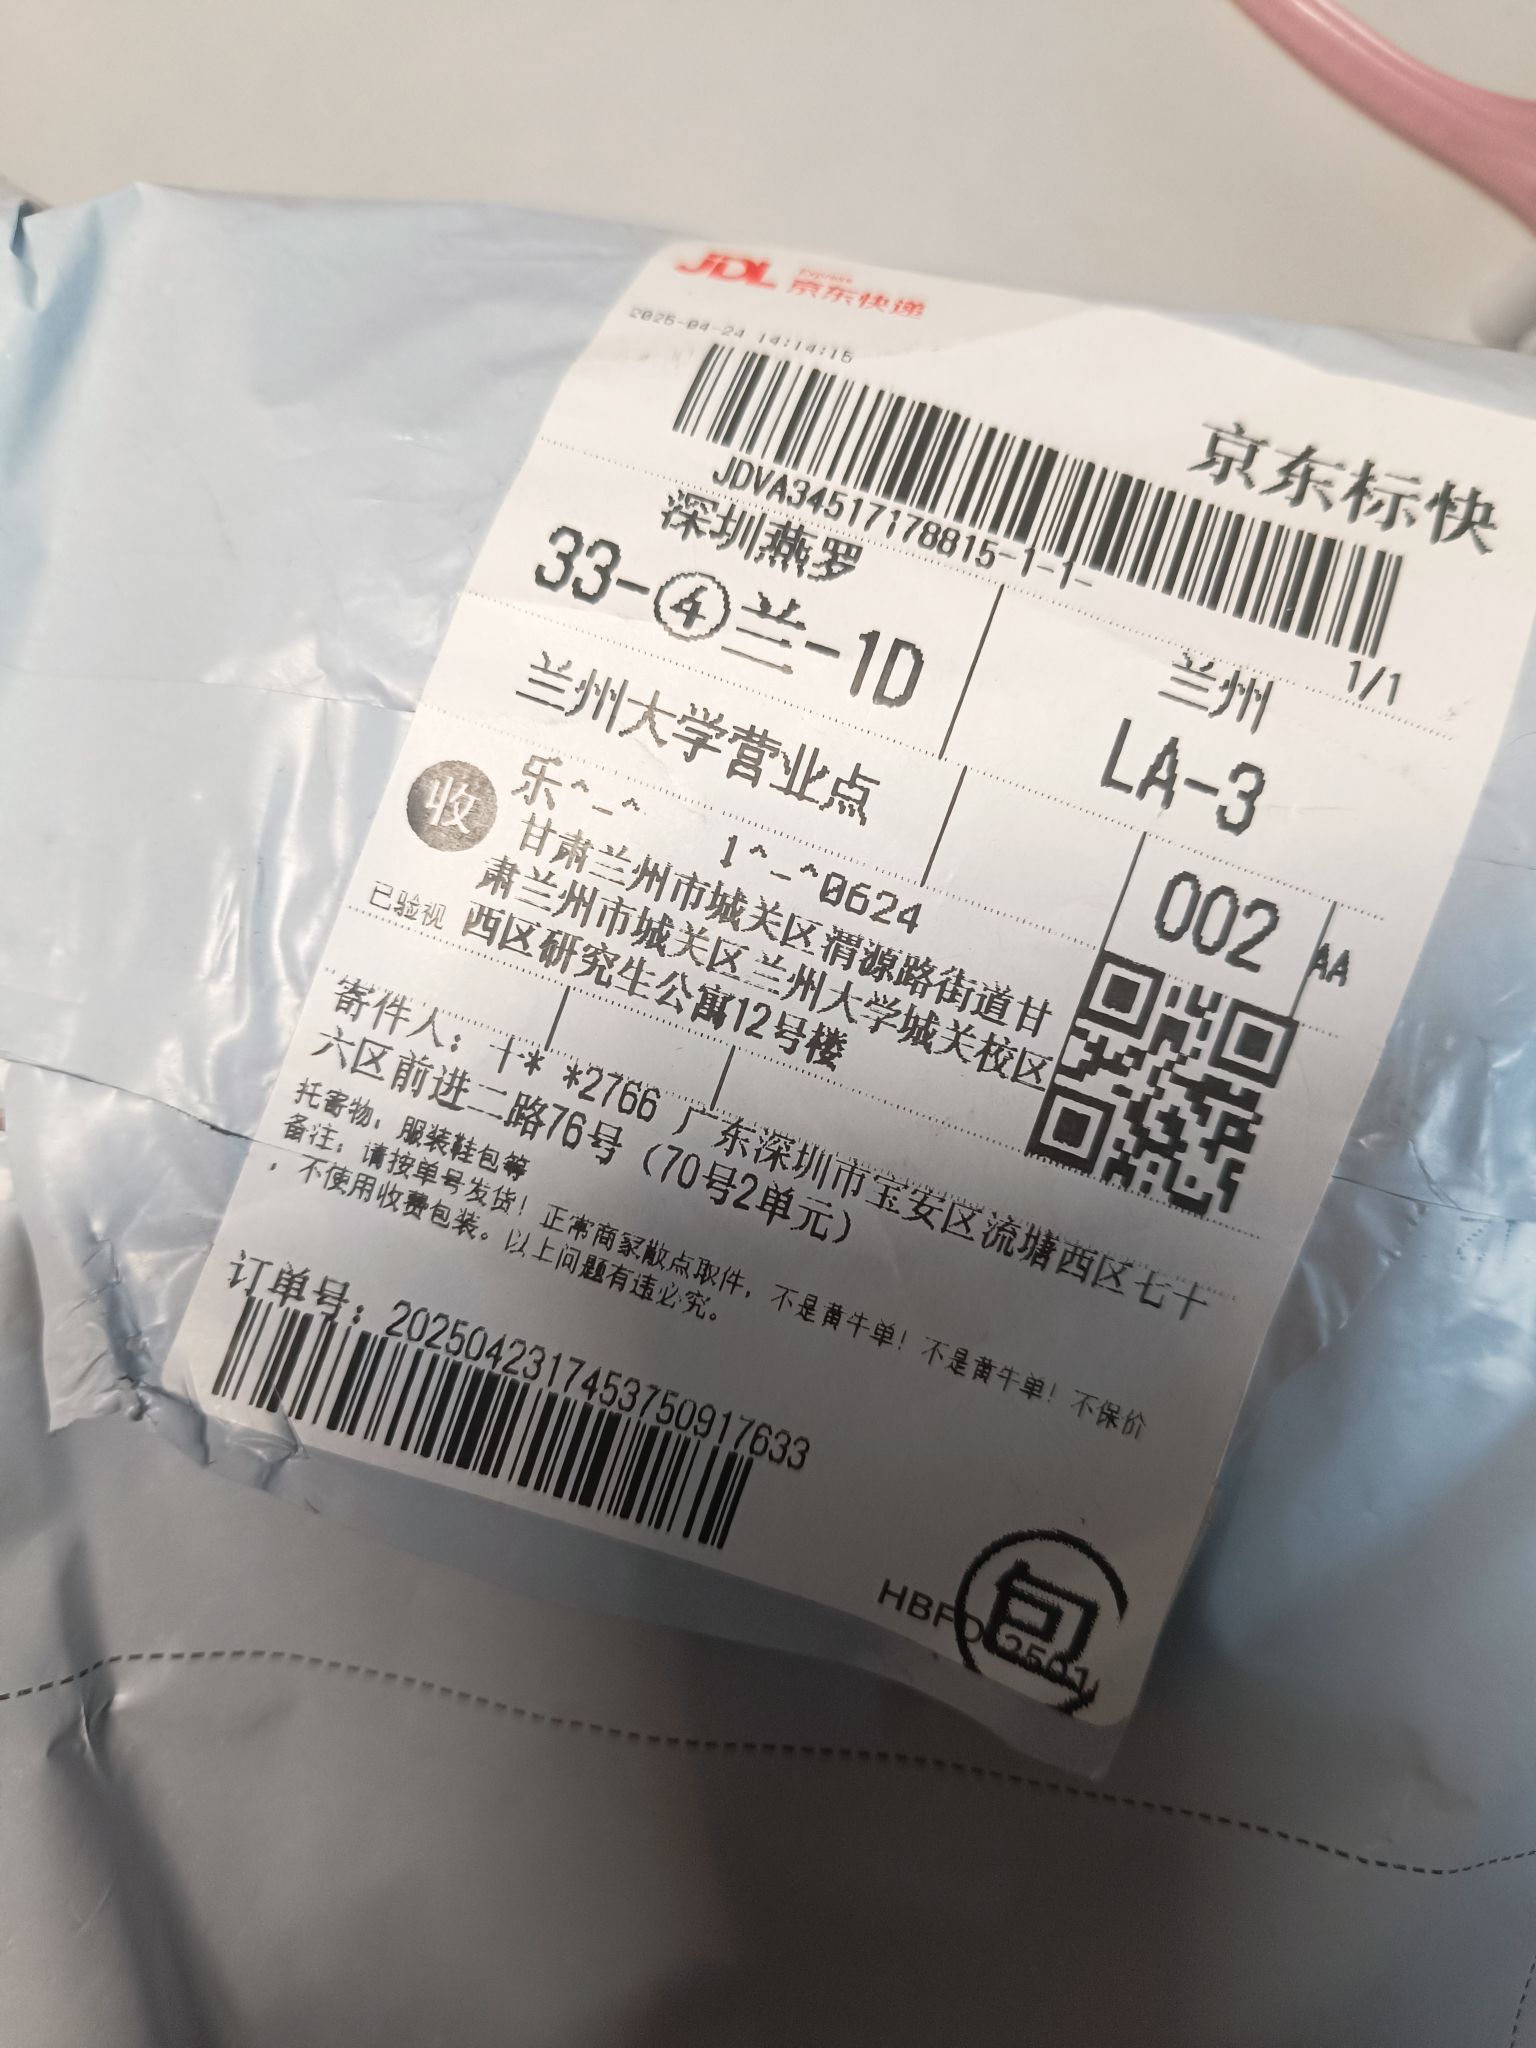 JDL 京东快递
Express
2025-04-24 14:14:15
京东标快
JDVA34517178815-1-1-
1/1
深圳燕罗
兰州
33-④兰-1D
LA-3
兰州大学营业点
002
AA
收
乐^_^ 1^_^0624
甘肃兰州市城关区渭源路街道甘
肃兰州市城关区兰州大学城关校区
西区研究生公寓12号楼
已验视
寄件人： 十* *2766 广东深圳市宝安区流塘西区七十
六区前进二路76号（70号2单元）
托寄物：服装鞋包等
备注：请按单号发货！正常商家散点取件，不是黄牛单！不是黄牛单！不保价
，不使用收费包装。以上问题有违必究。
订单号：20250423174537509​17633
包
HBFD 2501